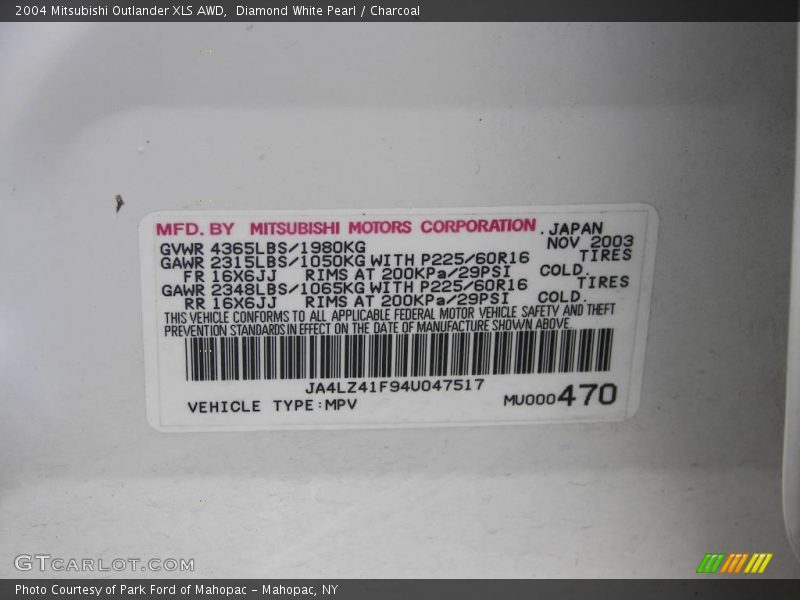 2004 Mitsubishi Outlander XLS AWD,  Diamond White Pearl / Charcoal
MFD. BY MITSUBISHI MOTORS CORPORATION. JAPAN
GVWR 4365LBS/1980KG NOV 2003
GAWR 2315LBS/1050KG WITH P225/60R16 TIRES
FR 16X6JJ RIMS AT 200KPa/29PSI COLD.
GAWR 2348LBS/1065KG WITH P225/60R16 TIRES
RR 16X6JJ RIMS AT 200KPa/29PSI COLD.
THIS VEHICLE CONFORMS TO ALL APPLICABLE FEDERAL MOTOR VEHICLE SAFETY AND THEFT
PREVENTION STANDARDS IN EFFECT ON THE DATE OF MANUFACTURE SHOWN ABOVE.
JA4LZ41F94U047517
VEHICLE TYPE:MPV MU000470
GTCARLOT.COM
Photo Courtesy of Park Ford of Mahopac – Mahopac, NY